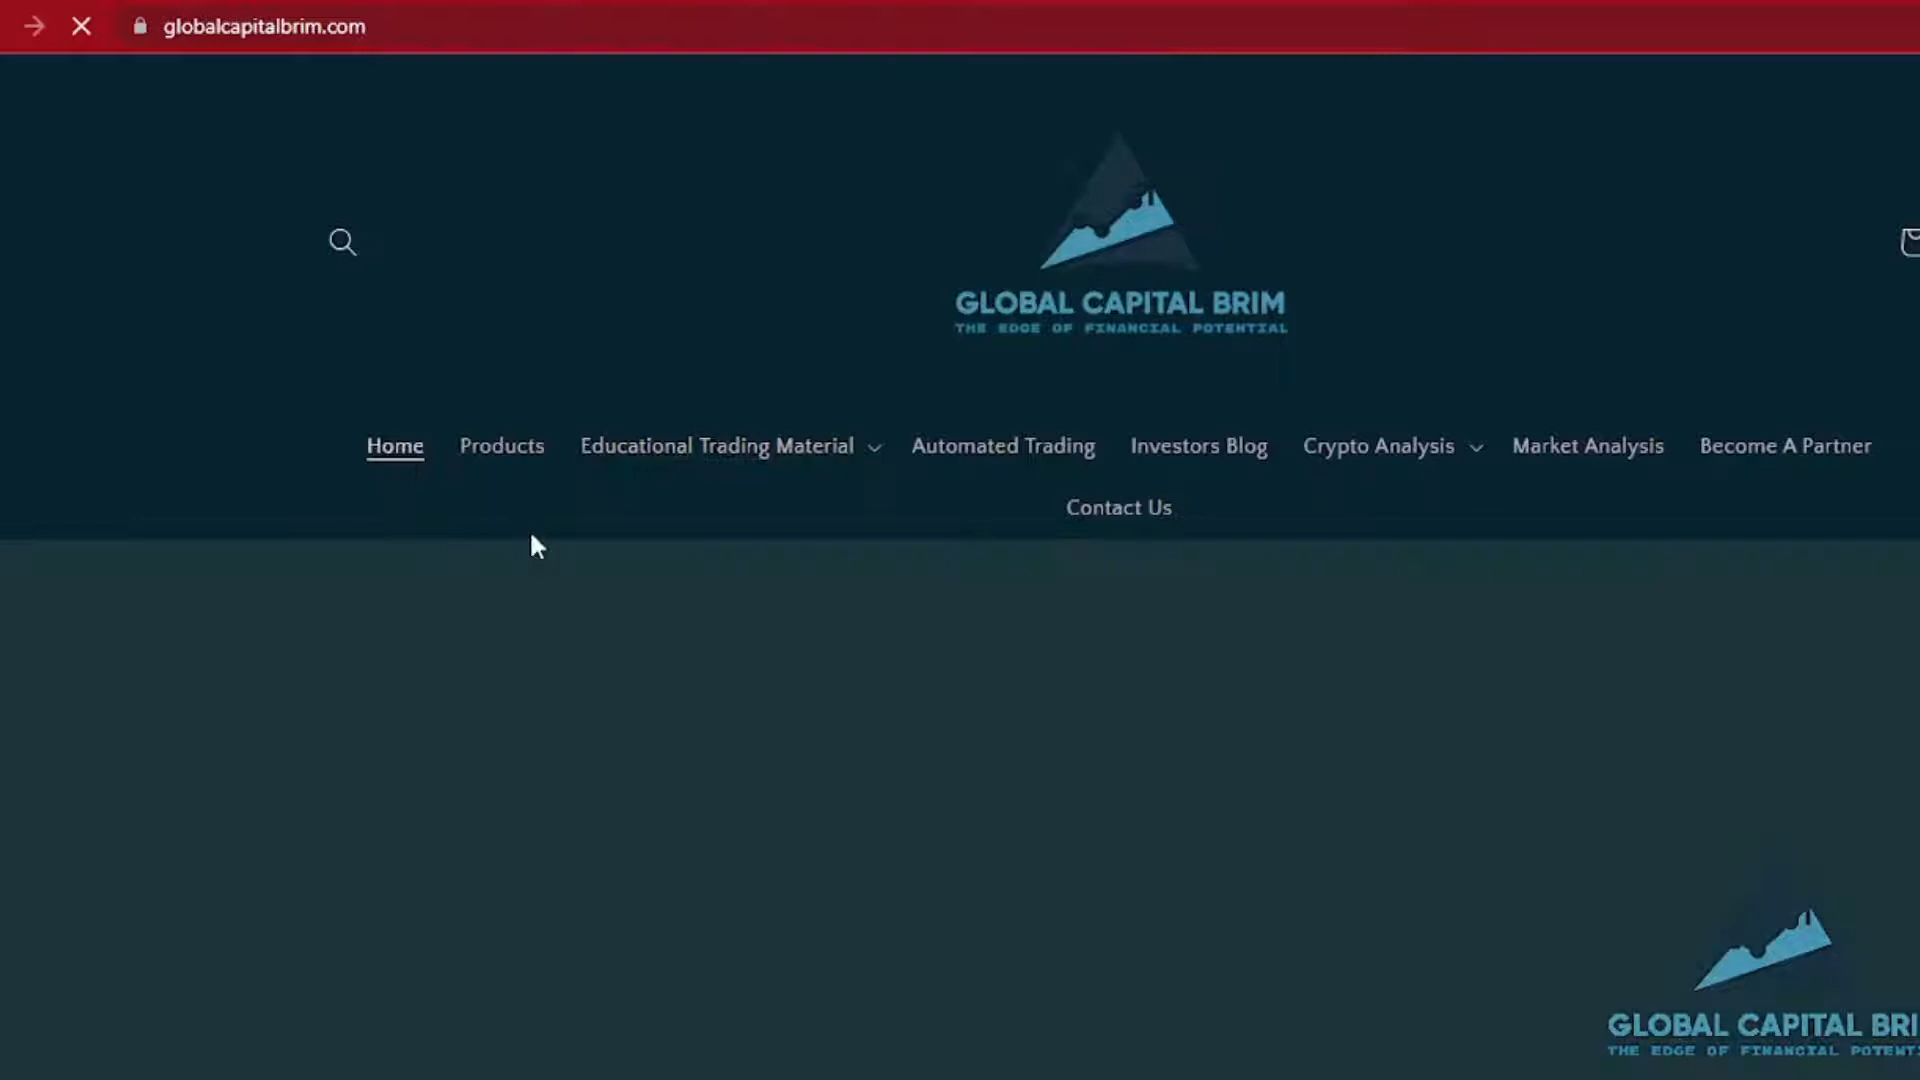 globalcapitalbrim.com
GLOBAL CAPITAL BRIM
THE EDGE OF FINANCIAL POTENTIAL
Home Products Educational Trading Material Automated Trading Investors Blog Crypto Analysis Market Analysis Become A Partner
Contact Us
GLOBAL CAPITAL BRI
THE EDGE OF FINANCIAL POTENTI